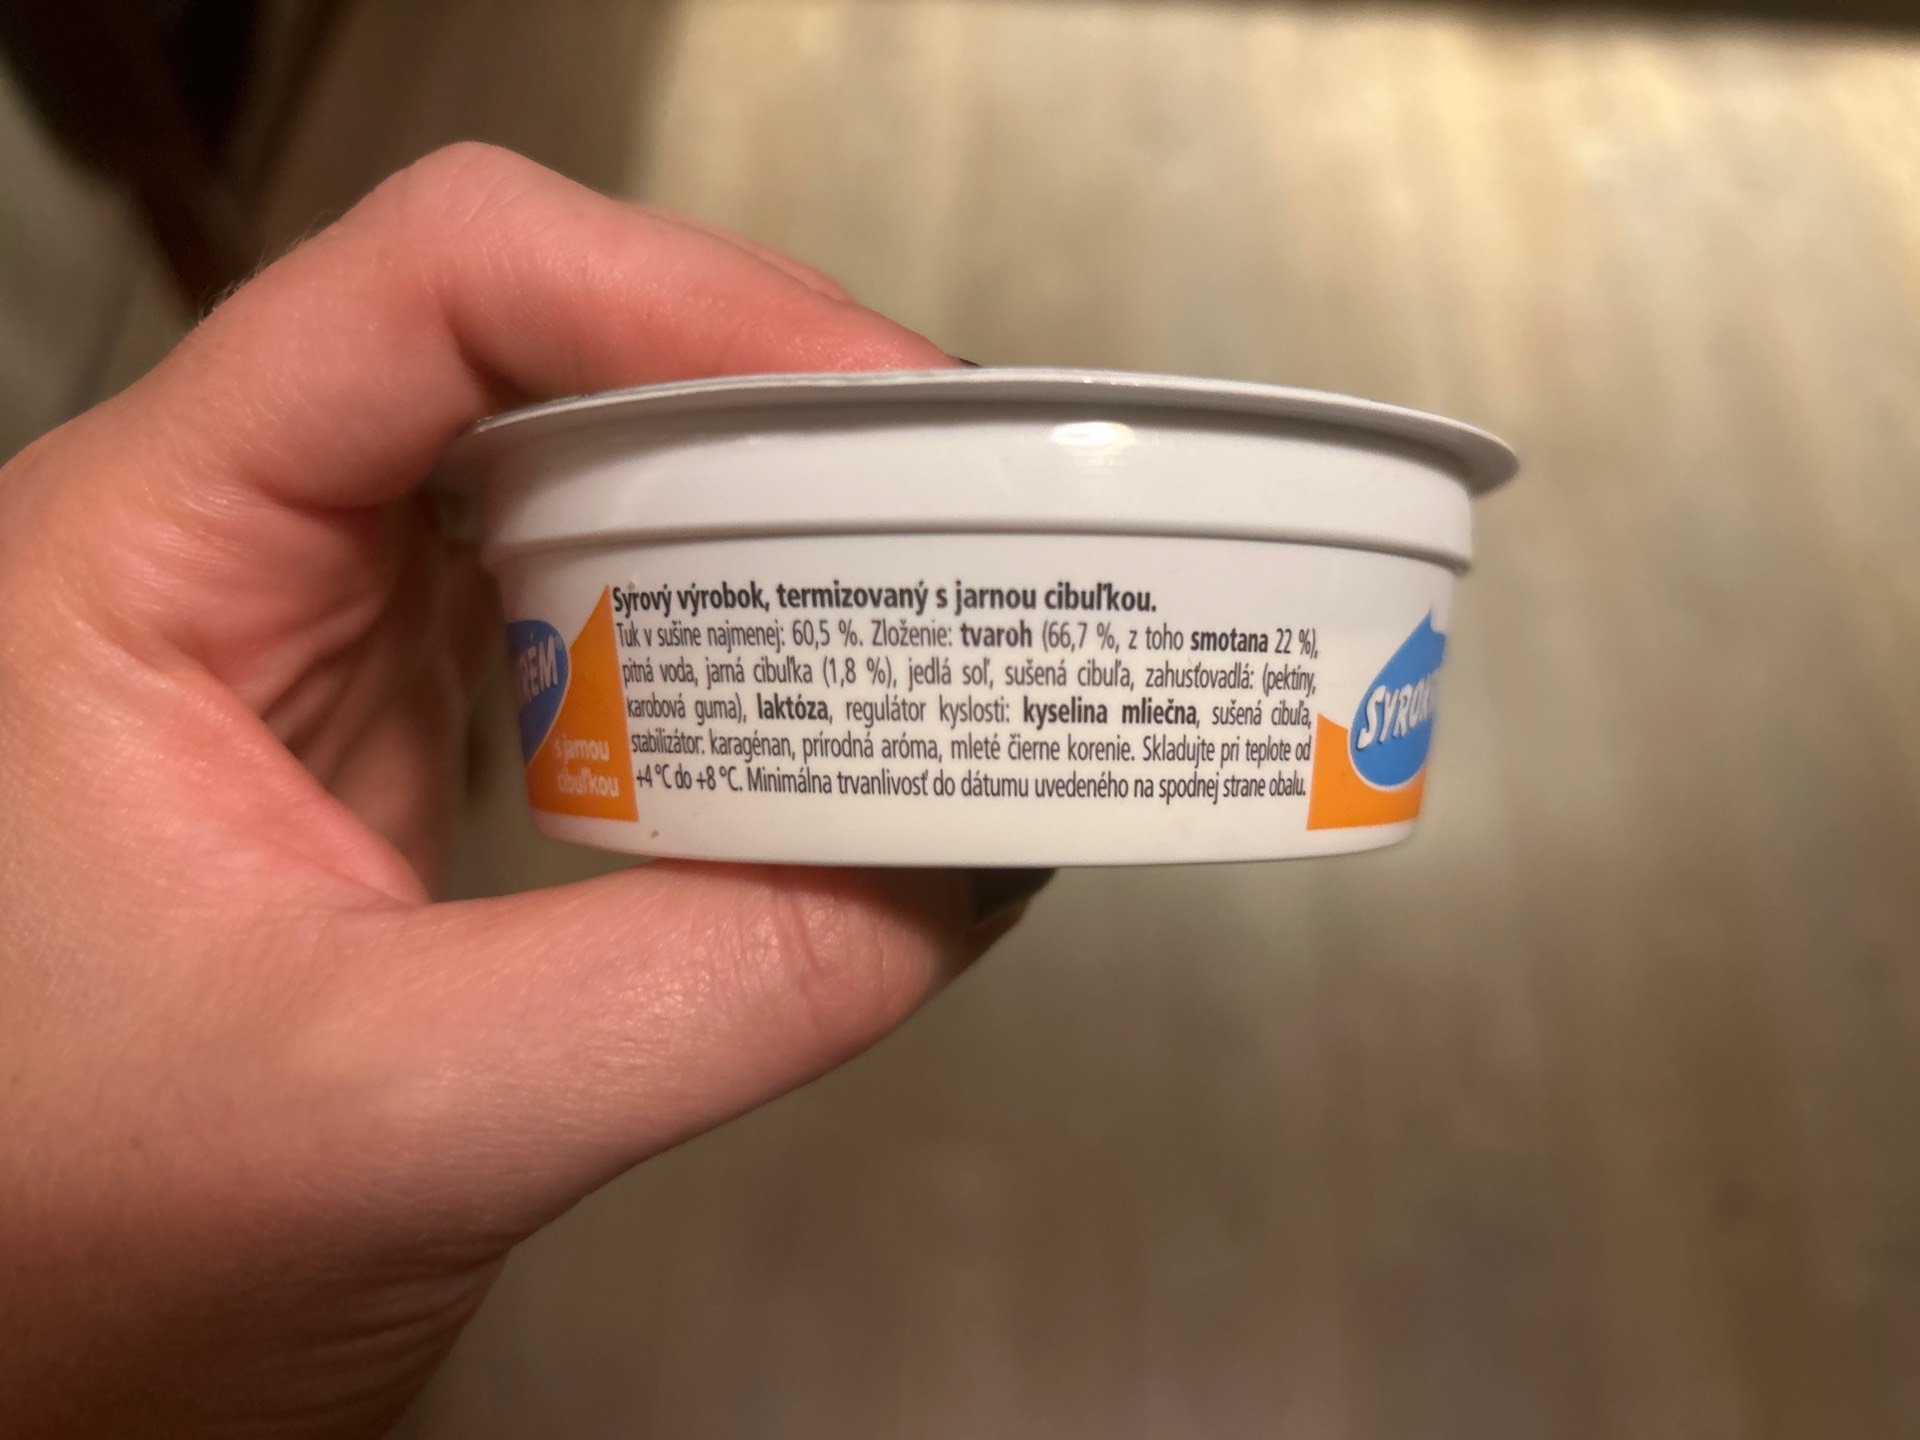 Syrový výrobok, termizovaný s jarnou cibuľkou.
Tuk v sušine najmenej: 60,5 %. Zloženie: tvaroh (66,7 %, z toho smotana 22 %),
pitná voda, jarná cibuľka (1,8 %), jedlá soľ, sušená cibuľa, zahusťovadlá: (pektíny,
karobová guma), laktóza, regulátor kyslosti: kyselina mliečna, sušená cibuľa,
stabilizátor: karagénan, prírodná aróma, mleté čierne korenie. Skladujte pri teplote od
+4 °C do +8 °C. Minimálna trvanlivosť do dátumu uvedeného na spodnej strane obalu.
s jarnou
cibuľkou